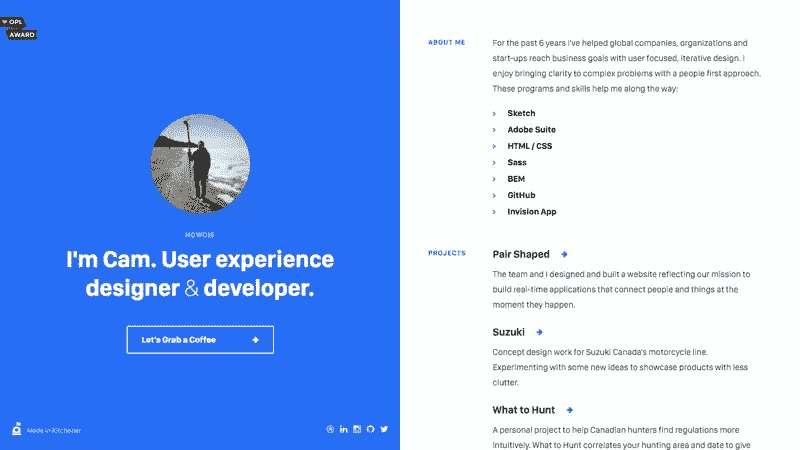 OPL
AWARD
I'm Cam. User experience
designer & developer.
Let's Grab a Coffee
Made in Kitchener
ABOUT ME
For the past 6 years I've helped global companies, organizations and
start-ups reach business goals with user focused, iterative design. I
enjoy bringing clarity to complex problems with a people first approach.
These programs and skills help me along the way:
Sketch
Adobe Suite
HTML / CSS
Sass
BEM
GitHub
Invision App
PROJECTS
Pair Shaped
The team and I designed and built a website reflecting our mission to
build real-time applications that connect people and things at the
moment they happen.
Suzuki
Concept design work for Suzuki Canada's motorcycle line.
Experimenting with some new ideas to showcase products with less
clutter.
What to Hunt
A personal project to help Canadian hunters find regulations more
intuitively. What to Hunt correlates your hunting area and date to give